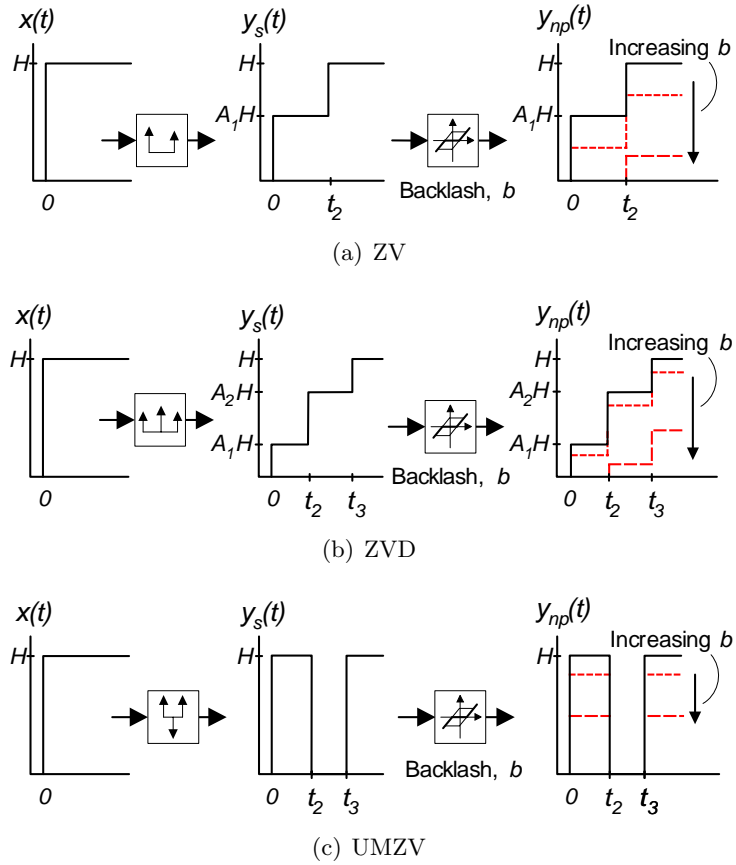 x(t) y_s(t) y_np(t)
Increasing b
H H H
A_1H A_1H
0 0 t_2 0 t_2
Backlash, b
(a) ZV
x(t) y_s(t) y_np(t)
Increasing b
H H H
A_2H A_2H
A_1H A_1H
Backlash, b
0 0 t_2 t_3 0 t_2 t_3
(b) ZVD
x(t) y_s(t) y_np(t)
Increasing b
H H H
Backlash, b
0 0 t_2 t_3 0 t_2 t_3
(c) UMZV